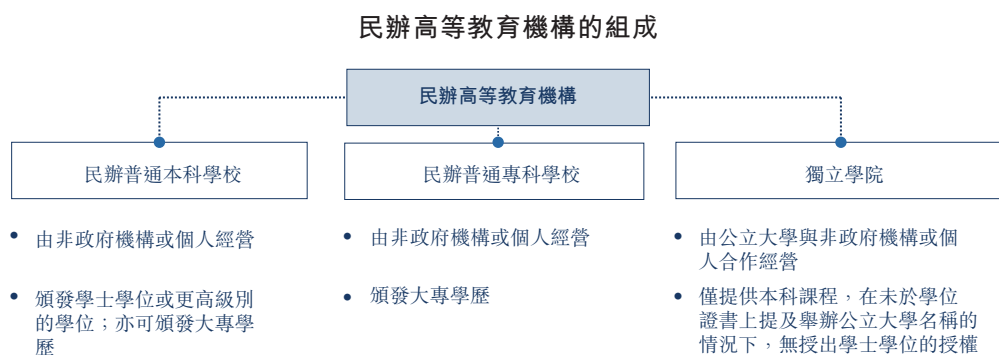 民辦高等教育機構的組成
民辦高等教育機構
民辦普通本科學校
民辦普通專科學校
獨立學院
• 由非政府機構或個人經營
• 頒發學士學位或更高級別
的學位；亦可頒發大專學
歷
• 由非政府機構或個人經營
• 頒發大專學歷
• 由公立大學與非政府機構或個
人合作經營
• 僅提供本科課程，在未於學位
證書上提及舉辦公立大學名稱的
情況下，無授出學士學位的授權